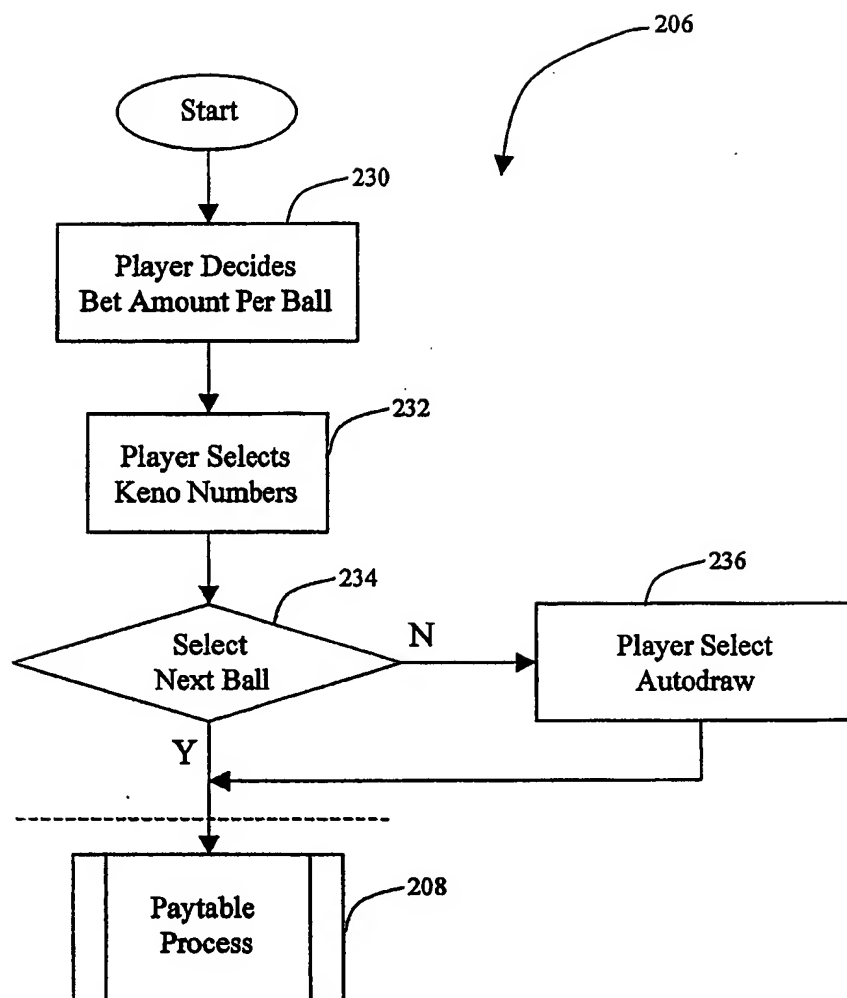 206
Start
230
Player Decides
Bet Amount Per Ball
232
Player Selects
Keno Numbers
234
236
Select
Next Ball
N
Player Select
Autodraw
Y
208
Paytable
Process